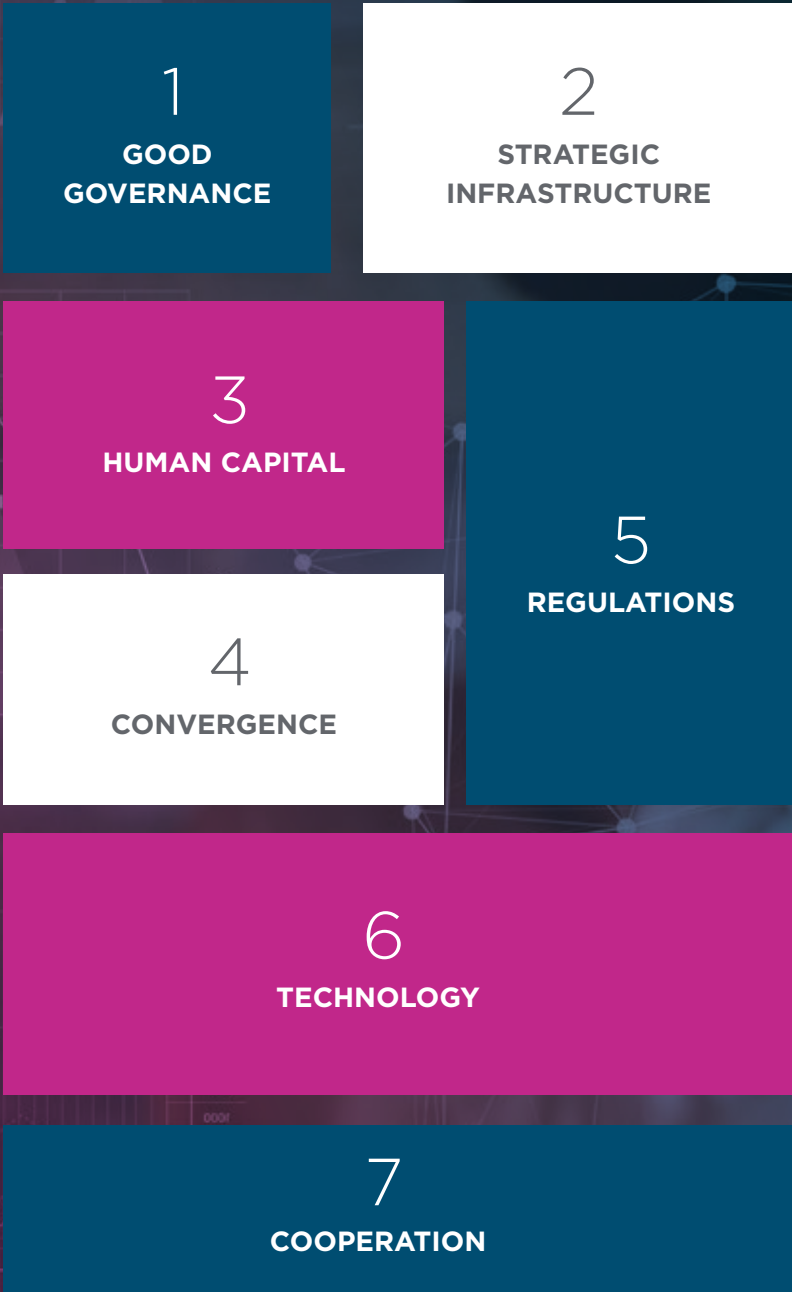 1
GOOD
GOVERNANCE
2
STRATEGIC
INFRASTRUCTURE
3
HUMAN CAPITAL
4
CONVERGENCE
5
REGULATIONS
6
TECHNOLOGY
7
COOPERATION